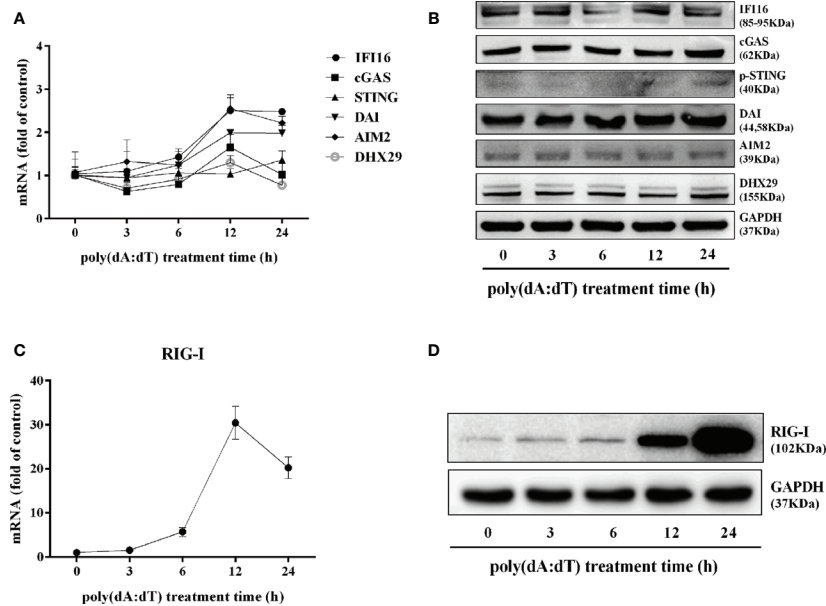 A
mRNA (fold of control)
4
3
2
1
0
0 3 6 12 24
poly(dA:dT) treatment time (h)
IFI16
cGAS
STING
DAI
AIM2
DHX29
B
IFI16
(85-95KDa)
cGAS
(62KDa)
p-STING
(40KDa)
DAI
(44,58KDa)
AIM2
(39KDa)
DHX29
(155KDa)
GAPDH
(37KDa)
0 3 6 12 24
poly(dA:dT) treatment time (h)
C
RIG-I
mRNA (fold of control)
40
30
20
10
0
0 3 6 12 24
poly(dA:dT) treatment time (h)
D
RIG-I
(102KDa)
GAPDH
(37KDa)
0 3 6 12 24
poly(dA:dT) treatment time (h)